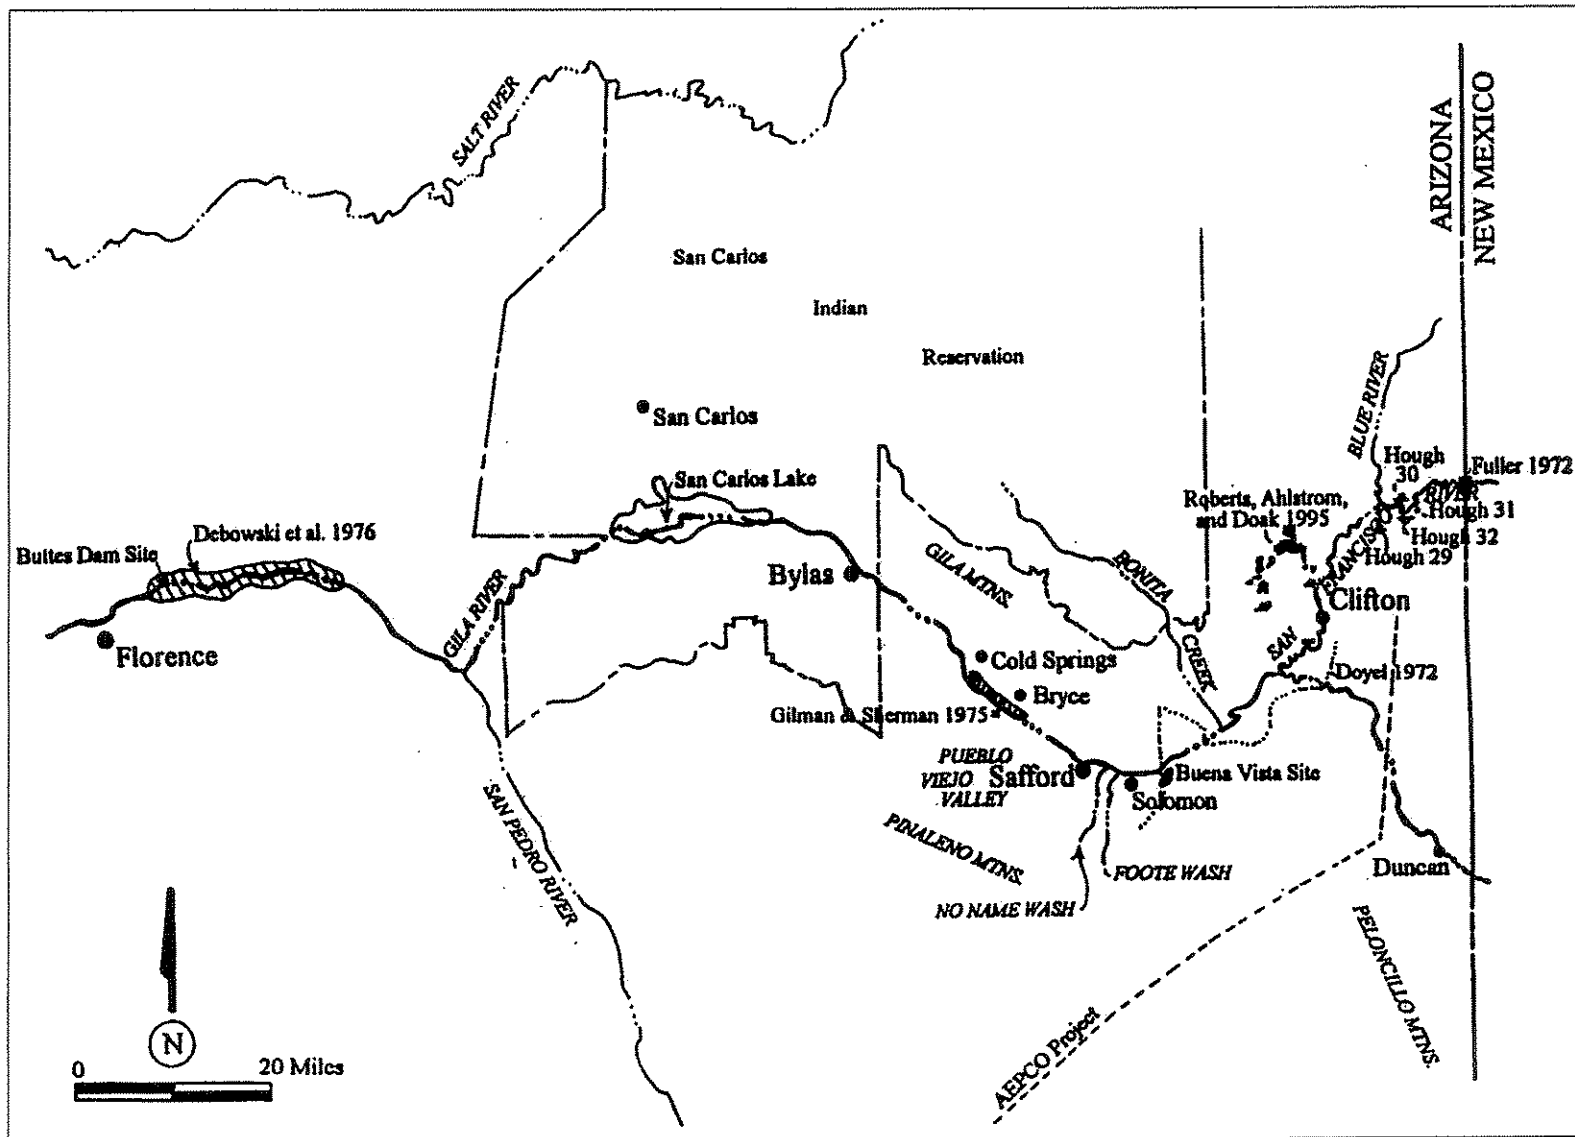 SALT RIVER
ARIZONA
NEW MEXICO
San Carlos
Indian
Reservation
San Carlos
San Carlos Lake
BLUE RIVER
Hough
30
Fuller 1972
RIVER
Hough 31
Hough 32
Hough 29
Roberts, Ahlstrom,
and Doak 1995
FRANCISCO
SAN
Clifton
Debowski et al. 1976
Buttes Dam Site
Florence
GILA RIVER
Bylas
GILA MTNS.
BONITA
CREEK
Cold Springs
Bryce
Gilman & Sherman 1975
Doyel 1972
PUEBLO
VIEJO
VALLEY
Safford
Solomon
Buena Vista Site
PINALENO MTNS.
FOOTE WASH
NO NAME WASH
Duncan
SAN PEDRO RIVER
PELONCILLO MTNS.
AEPCO Project
N
0
20 Miles